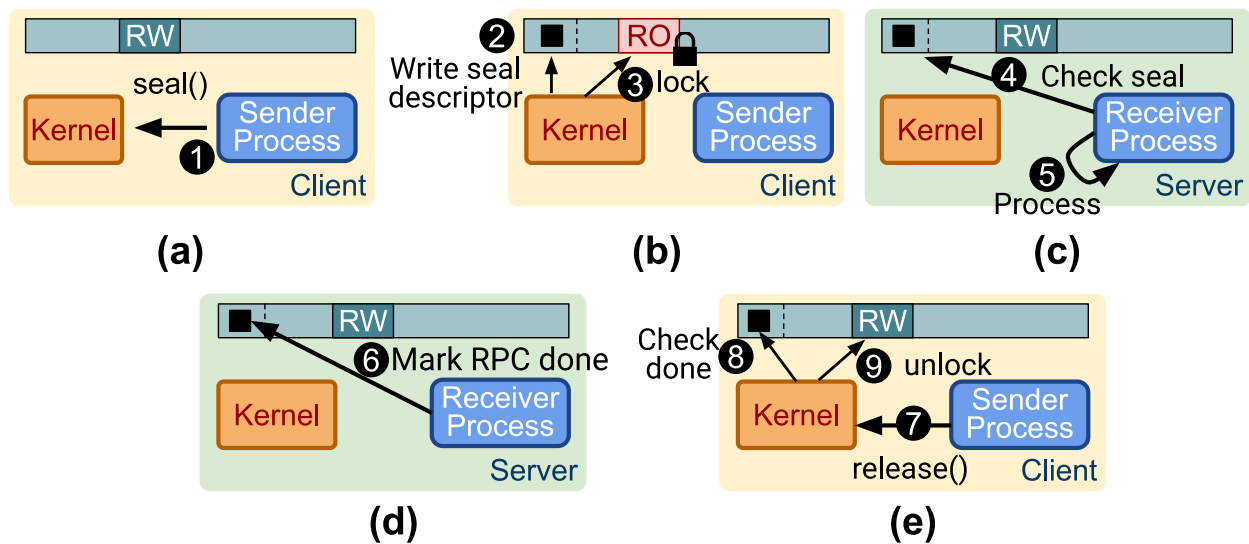 RW
seal()
Kernel
Sender
Process
1
Client
(a)
2
RO
Write seal
descriptor
3 lock
Kernel
Sender
Process
Client
(b)
RW
4 Check seal
Kernel
Receiver
Process
5
Process
Server
(c)
RW
6 Mark RPC done
Kernel
Receiver
Process
Server
(d)
RW
Check
done
8
9 unlock
Kernel
7
Sender
Process
release()
Client
(e)